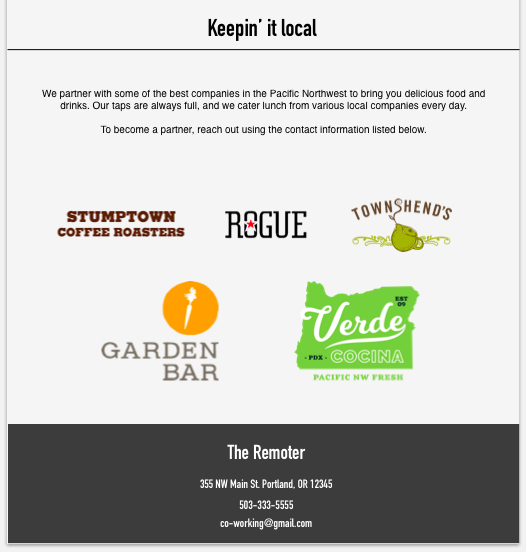 Keepin' it local
We partner with some of the best companies in the Pacific Northwest to bring you delicious food and
drinks. Our taps are always full, and we cater lunch from various local companies every day.
To become a partner, reach out using the contact information listed below.
STUMPTOWN
COFFEE ROASTERS
ROGUE
TOWNSHEND'S
GARDEN
BAR
EST
09
Verde
- PDX - COCINA
PACIFIC NW FRESH
The Remoter
355 NW Main St. Portland, OR 12345
503-333-5555
co-working@gmail.com